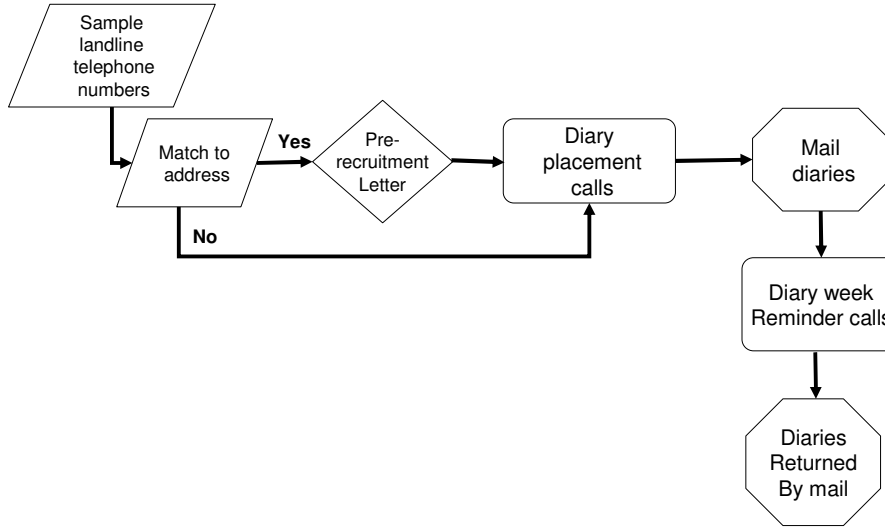 Sample
landline
telephone
numbers
Match to
address
Yes
No
Pre-
recruitment
Letter
Diary
placement
calls
Mail
diaries
Diary week
Reminder calls
Diaries
Returned
By mail